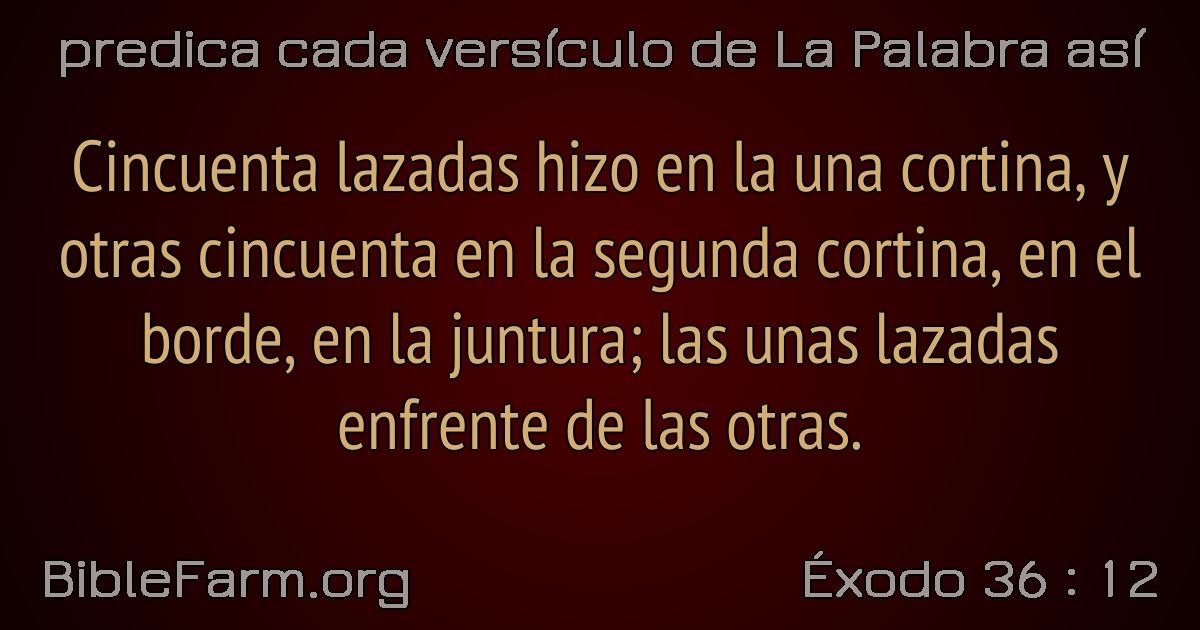 predica cada versículo de La Palabra así
Cincuenta lazadas hizo en la una cortina, y
otras cincuenta en la segunda cortina, en el
borde, en la juntura; las unas lazadas
enfrente de las otras.
BibleFarm.org
Éxodo 36 : 12